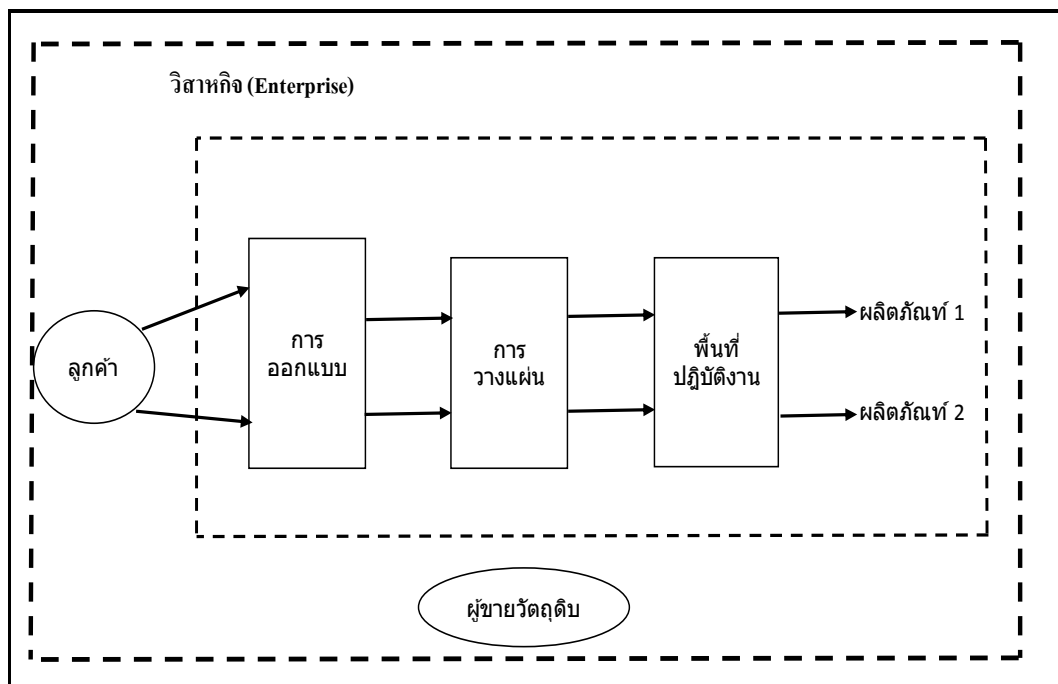 วิสาหกิจ (Enterprise)
ลูกค้า
การ
ออกแบบ
การ
วางแผ่น
พื้นที่
ปฎิบัติงาน
ผลิตภัณท์ 1
ผลิตภัณท์ 2
ผู้ขายวัตถุดิบ